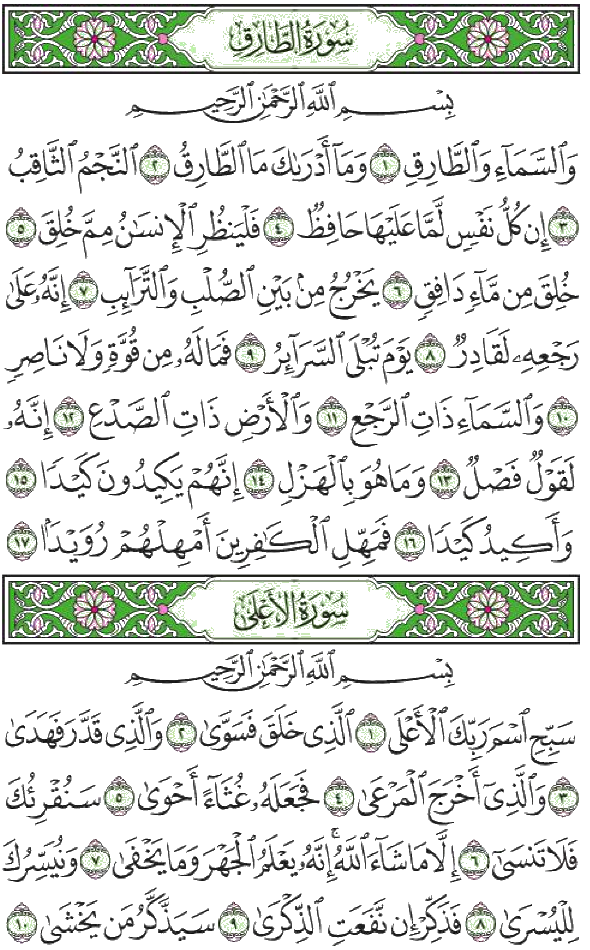 سُورَةُ الطَّارِقِ
بِسْمِ ٱللَّهِ ٱلرَّحْمَٰنِ ٱلرَّحِيمِ
وَٱلسَّمَآءِ وَٱلطَّارِقِ ١ وَمَآ أَدْرَىٰكَ مَا ٱلطَّارِقُ ٢ ٱلنَّجْمُ ٱلثَّاقِبُ
٣ إِن كُلُّ نَفْسٍ لَّمَّا عَلَيْهَا حَافِظٌ ٤ فَلْيَنظُرِ ٱلْإِنسَٰنُ مِمَّ خُلِقَ ٥
خُلِقَ مِن مَّآءٍ دَافِقٍ ٦ يَخْرُجُ مِنۢ بَيْنِ ٱلصُّلْبِ وَٱلتَّرَآئِبِ ٧ إِنَّهُۥ عَلَىٰ
رَجْعِهِۦ لَقَادِرٌ ٨ يَوْمَ تُبْلَى ٱلسَّرَآئِرُ ٩ فَمَا لَهُۥ مِن قُوَّةٍ وَلَا نَاصِرٍ
١٠ وَٱلسَّمَآءِ ذَاتِ ٱلرَّجْعِ ١١ وَٱلْأَرْضِ ذَاتِ ٱلصَّدْعِ ١٢ إِنَّهُۥ
لَقَوْلٌ فَصْلٌ ١٣ وَمَا هُوَ بِٱلْهَزْلِ ١٤ إِنَّهُمْ يَكِيدُونَ كَيْدًا ١٥
وَأَكِيدُ كَيْدًا ١٦ فَمَهِّلِ ٱلْكَٰفِرِينَ أَمْهِلْهُمْ رُوَيْدًۢا ١٧
سُورَةُ الأَعْلَىٰ
بِسْمِ ٱللَّهِ ٱلرَّحْمَٰنِ ٱلرَّحِيمِ
سَبِّحِ ٱسْمَ رَبِّكَ ٱلْأَعْلَى ١ ٱلَّذِى خَلَقَ فَسَوَّىٰ ٢ وَٱلَّذِى قَدَّرَ فَهَدَىٰ
٣ وَٱلَّذِىٓ أَخْرَجَ ٱلْمَرْعَىٰ ٤ فَجَعَلَهُۥ غُثَآءً أَحْوَىٰ ٥ سَنُقْرِئُكَ
فَلَا تَنسَىٰٓ ٦ إِلَّا مَا شَآءَ ٱللَّهُ ۚ إِنَّهُۥ يَعْلَمُ ٱلْجَهْرَ وَمَا يَخْفَىٰ ٧ وَنُيَسِّرُكَ
لِلْيُسْرَىٰ ٨ فَذَكِّرْ إِن نَّفَعَتِ ٱلذِّكْرَىٰ ٩ سَيَذَّكَّرُ مَن يَخْشَىٰ ١٠